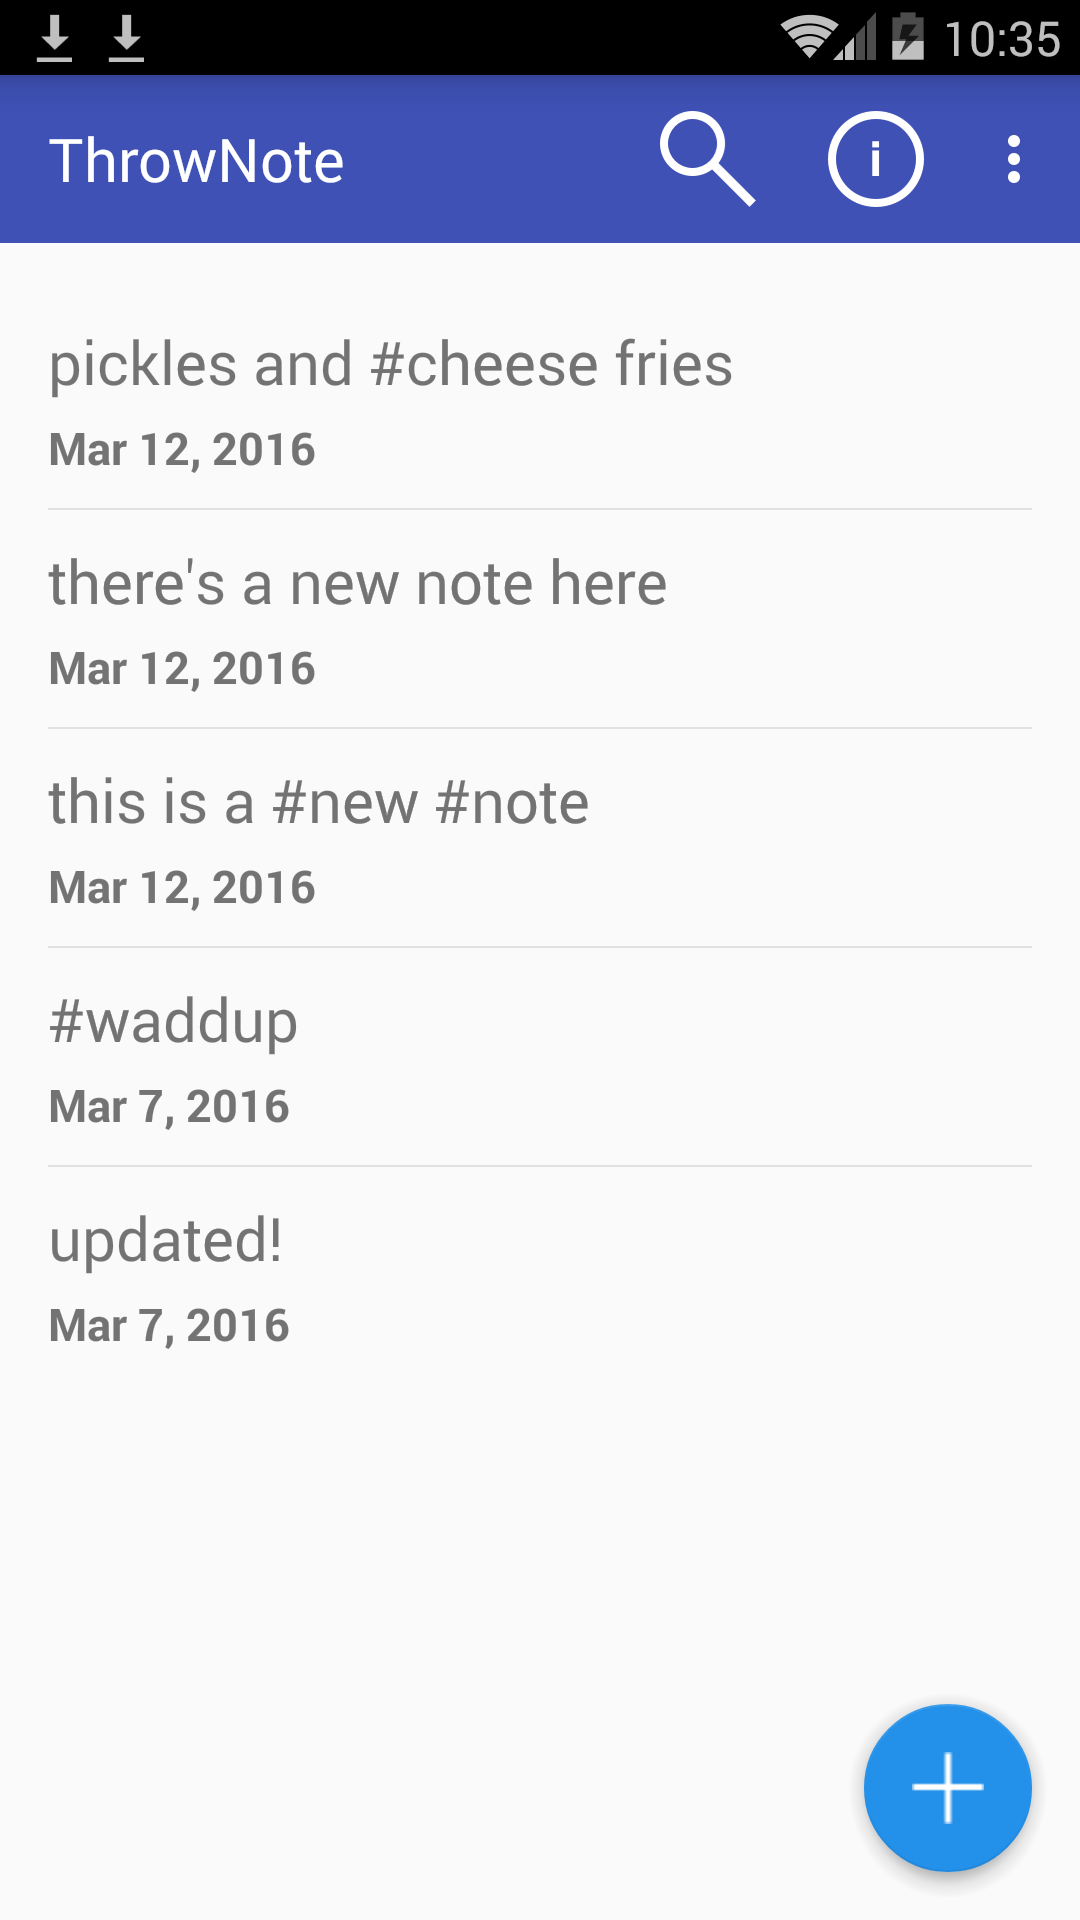 10:35
ThrowNote
i
pickles and #cheese fries
Mar 12, 2016
there's a new note here
Mar 12, 2016
this is a #new #note
Mar 12, 2016
#waddup
Mar 7, 2016
updated!
Mar 7, 2016